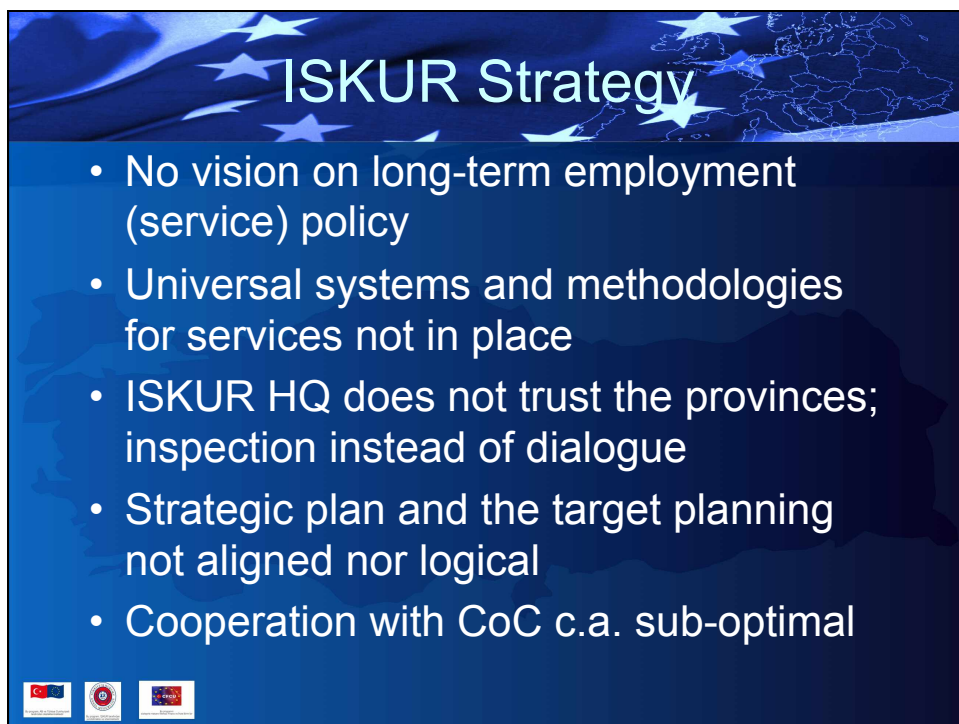 ISKUR Strategy
• No vision on long-term employment
(service) policy
• Universal systems and methodologies
for services not in place
• ISKUR HQ does not trust the provinces;
inspection instead of dialogue
• Strategic plan and the target planning
not aligned nor logical
• Cooperation with CoC c.a. sub-optimal
CFCU